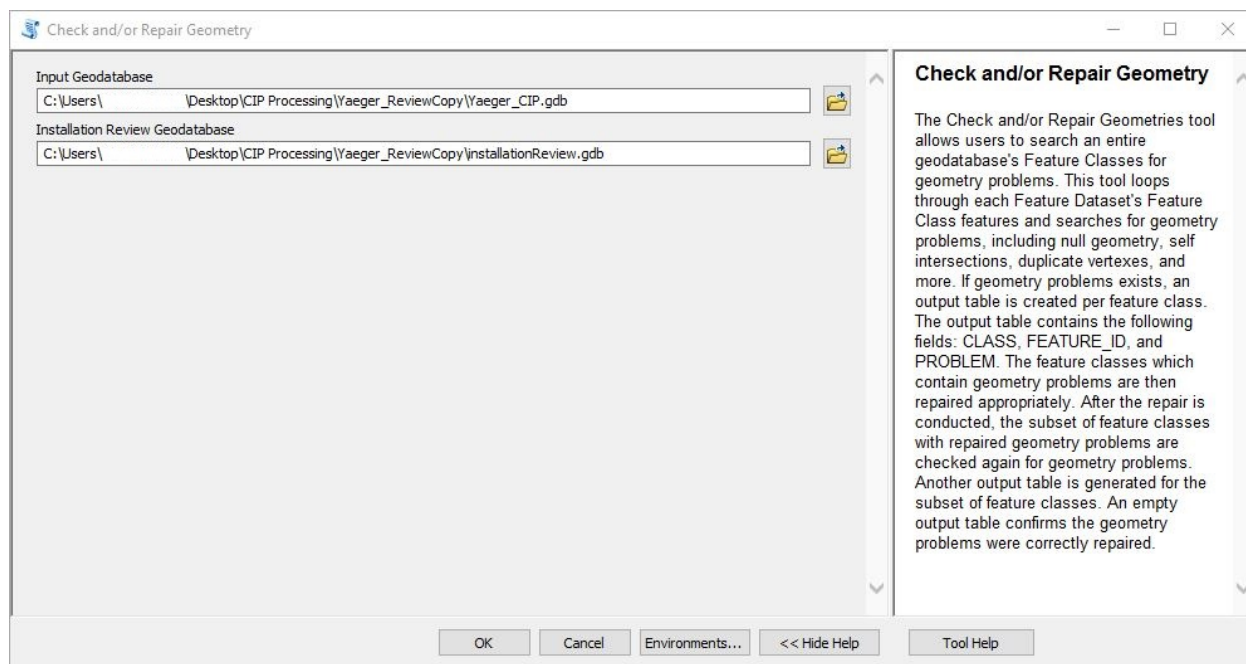 Check and/or Repair Geometry
Input Geodatabase
C:\Users\ \Desktop\CIP Processing\Yaeger_ReviewCopy\Yaeger_CIP.gdb
Installation Review Geodatabase
C:\Users\ \Desktop\CIP Processing\Yaeger_ReviewCopy\installationReview.gdb
Check and/or Repair Geometry
The Check and/or Repair Geometries tool
allows users to search an entire
geodatabase's Feature Classes for
geometry problems. This tool loops
through each Feature Dataset's Feature
Class features and searches for geometry
problems, including null geometry, self
intersections, duplicate vertexes, and
more. If geometry problems exists, an
output table is created per feature class.
The output table contains the following
fields: CLASS, FEATURE_ID, and
PROBLEM. The feature classes which
contain geometry problems are then
repaired appropriately. After the repair is
conducted, the subset of feature classes
with repaired geometry problems are
checked again for geometry problems.
Another output table is generated for the
subset of feature classes. An empty
output table confirms the geometry
problems were correctly repaired.
OK
Cancel
Environments...
<< Hide Help
Tool Help